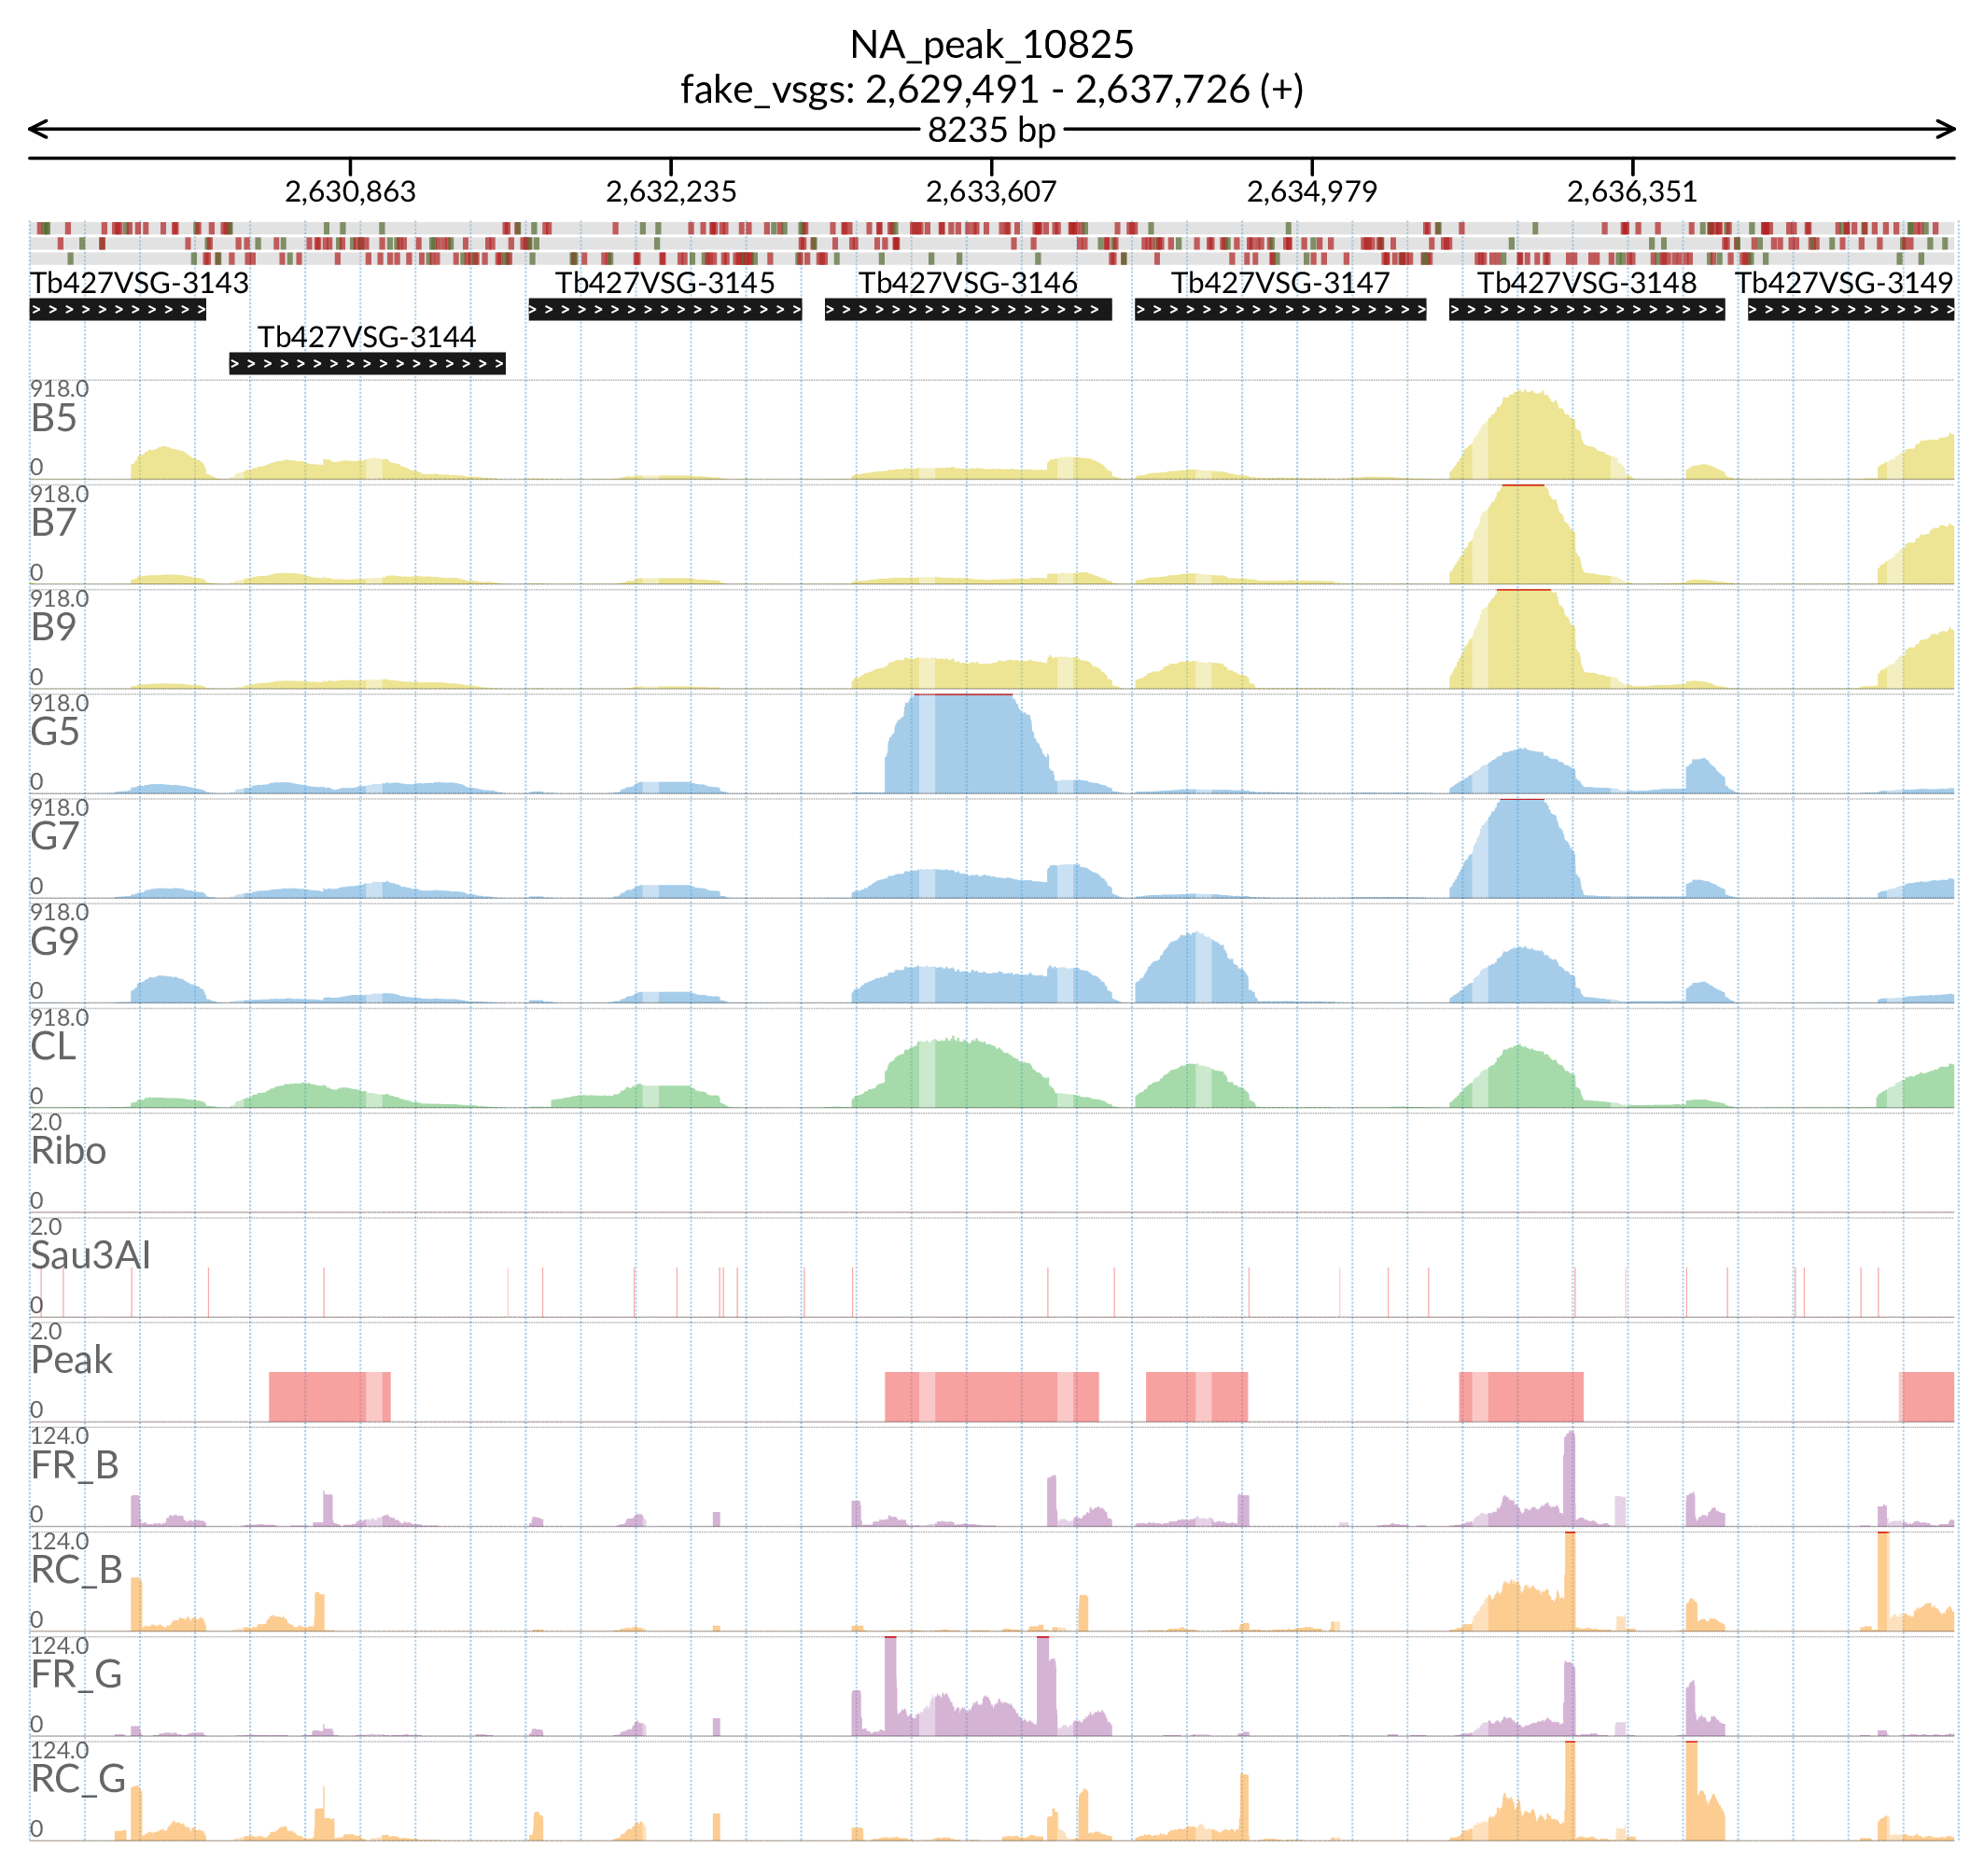 NA_peak_10825
fake_vsgs: 2,629,491 - 2,637,726 (+)
8235 bp
2,630,863 2,632,235 2,633,607 2,634,979 2,636,351
Tb427VSG-3143 Tb427VSG-3145 Tb427VSG-3146 Tb427VSG-3147 Tb427VSG-3148 Tb427VSG-3149
Tb427VSG-3144
918.0
B5
0
918.0
B7
0
918.0
B9
0
918.0
G5
0
918.0
G7
0
918.0
G9
0
918.0
CL
0
2.0
Ribo
0
2.0
Sau3AI
0
2.0
Peak
0
124.0
FR_B
0
124.0
RC_B
0
124.0
FR_G
0
124.0
RC_G
0